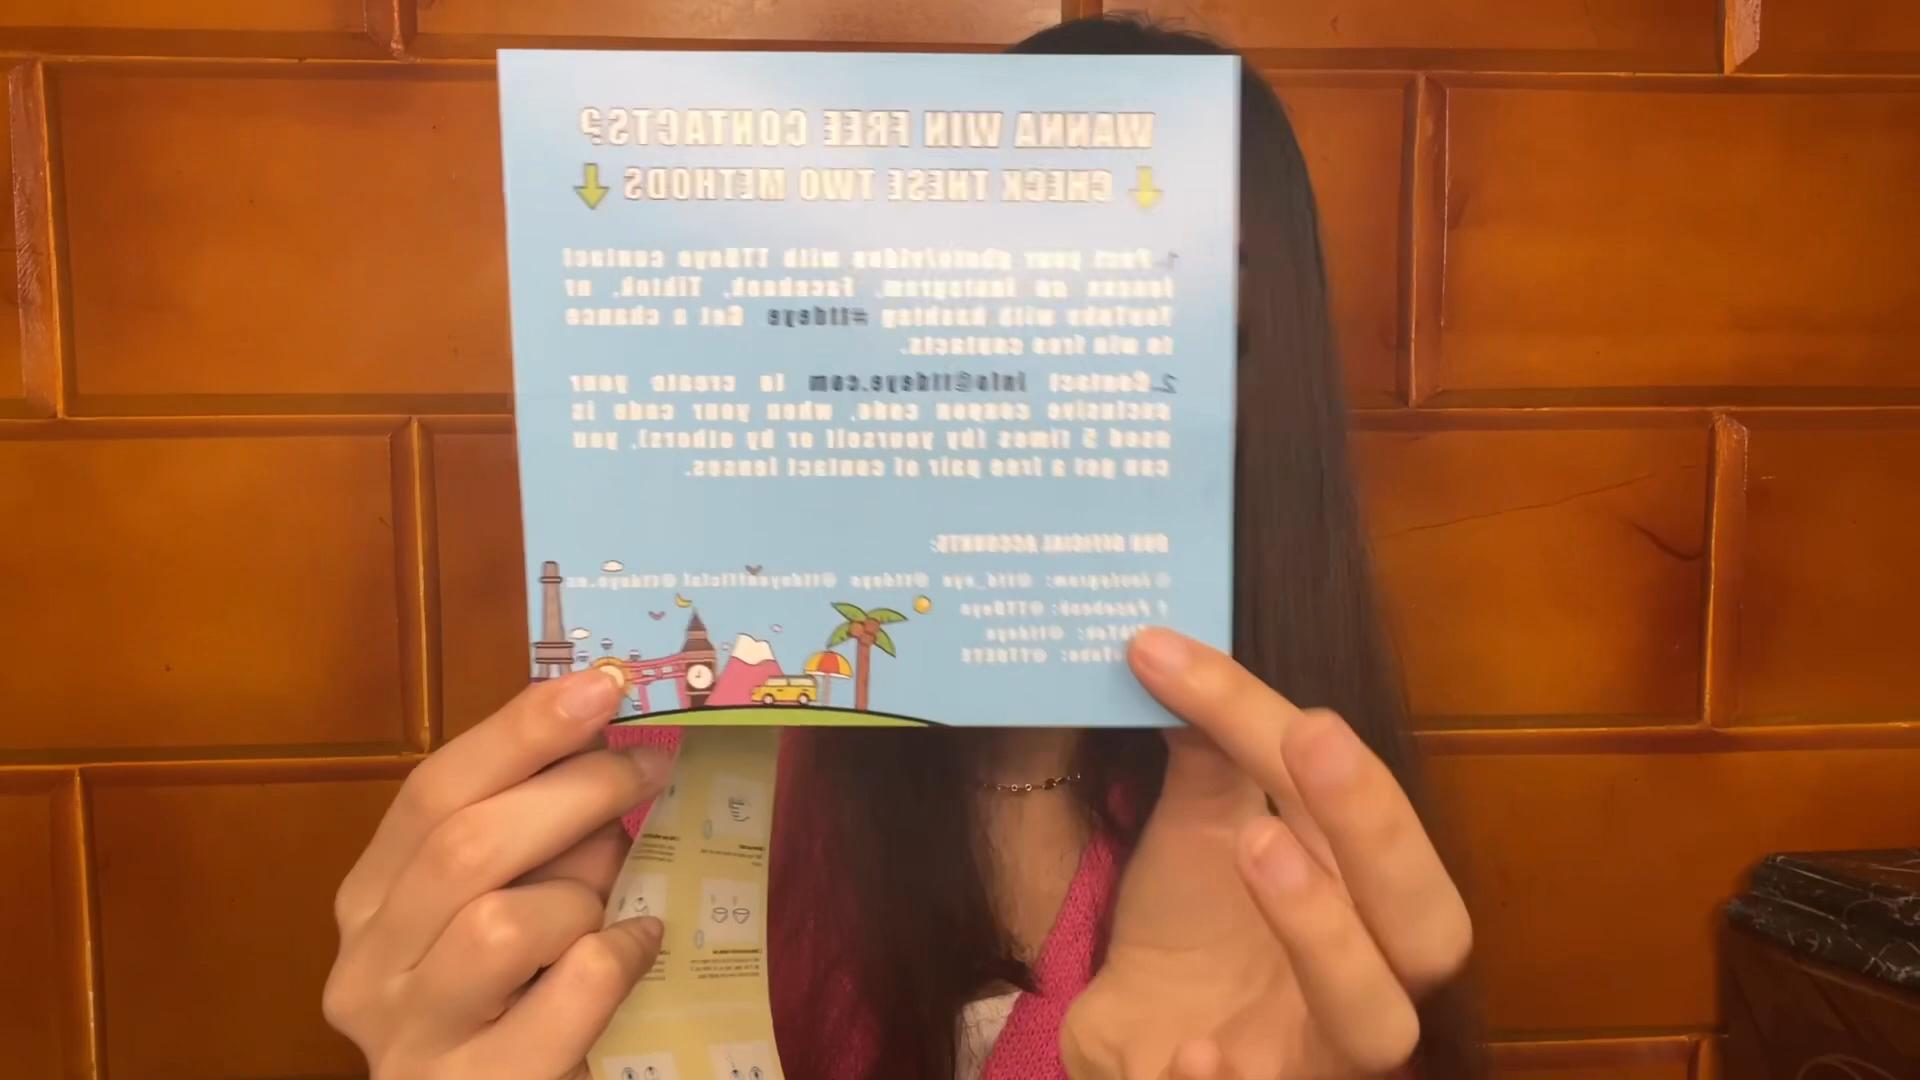 WANNA WIN FREE CONTACTS?
CHECK THESE TWO METHODS
1.Post your photo/video with TTDeye contact
lenses on Instagram, Facebook, Tiktok, or
YouTube with hashtag #ttdeye Get a chance
to win free contacts.
2.Contact info@ttdeye.com to create your
exclusive coupon code, when your code is
used 5 times (by yourself or by others), you
can get a free pair of contact lenses.
OUR OFFICIAL ACCOUNTS:
Instagram: @ttd_eye @ttdeye @ttdeyeofficial @ttdeye.
Facebook: @TTDeye
TikTok: @ttdeye
Tube: @TTDEYE